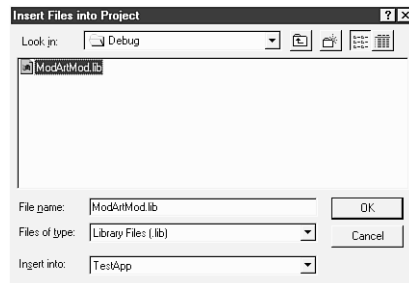 Insert Files into Project
Look in: Debug
ModArtMod.lib
File name: ModArtMod.lib OK
Files of type: Library Files (.lib) Cancel
Insert into: TestApp